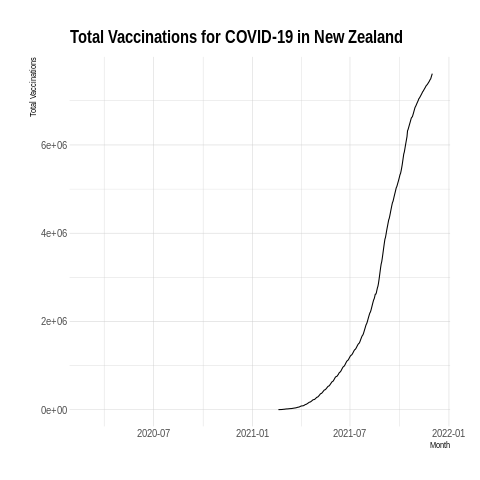 Total Vaccinations for COVID-19 in New Zealand
Total Vaccinations
6e+06
4e+06
2e+06
0e+00
2020-07 2021-01 2021-07 2022-01
Month